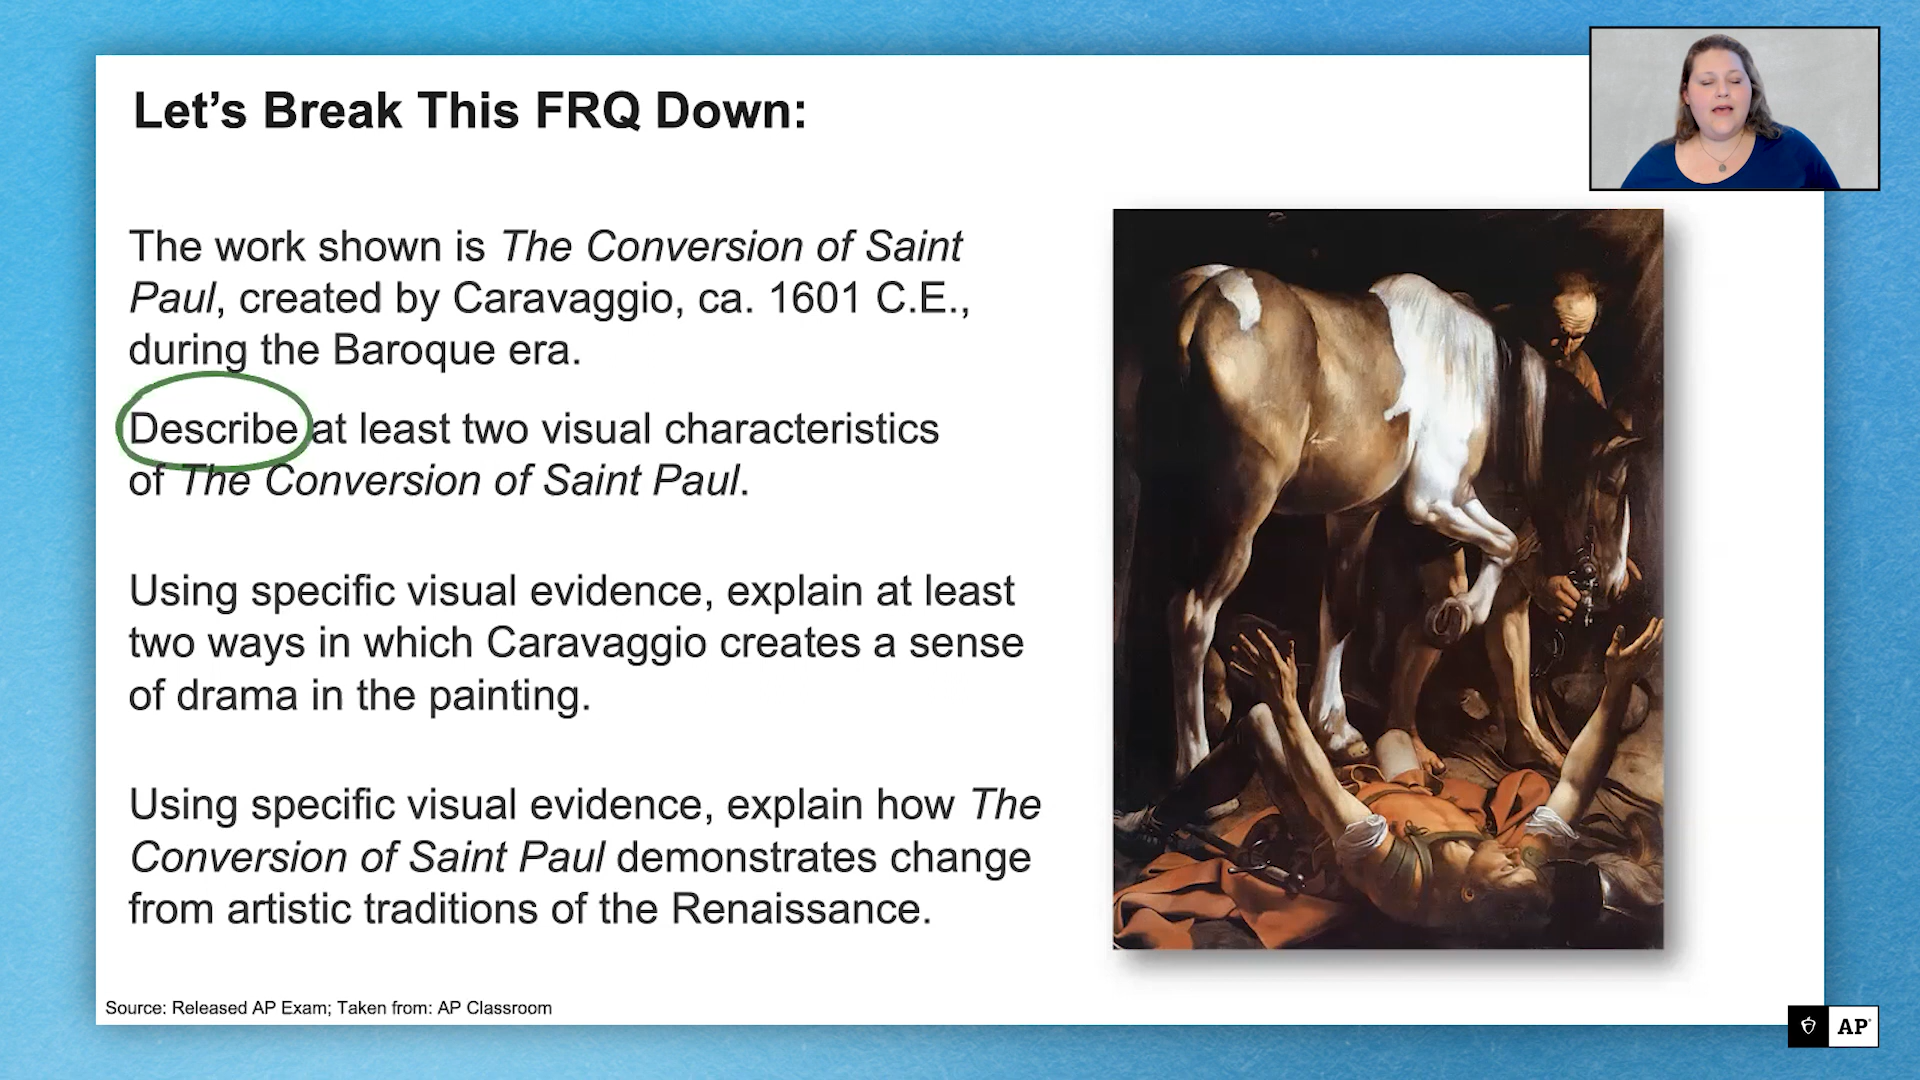 Let’s Break This FRQ Down:
The work shown is The Conversion of Saint
Paul, created by Caravaggio, ca. 1601 C.E.,
during the Baroque era.
Describe at least two visual characteristics
of The Conversion of Saint Paul.
Using specific visual evidence, explain at least
two ways in which Caravaggio creates a sense
of drama in the painting.
Using specific visual evidence, explain how The
Conversion of Saint Paul demonstrates change
from artistic traditions of the Renaissance.
Source: Released AP Exam; Taken from: AP Classroom
AP